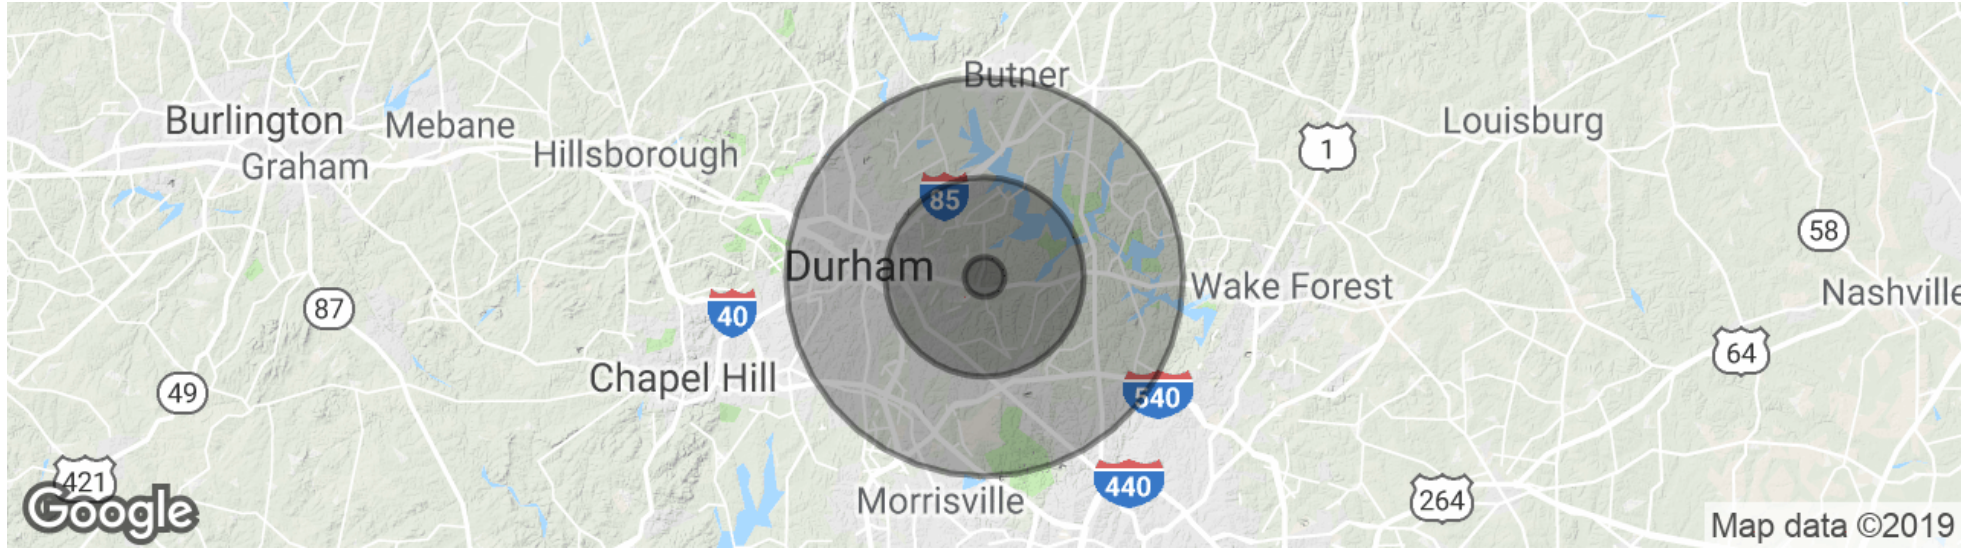 Butner
Burlington
Mebane
Louisburg
1
Hillsborough
Graham
85
58
Durham
Wake Forest
Nashville
87
40
64
Chapel Hill
49
540
421
440
Morrisville
264
Google
Map data ©2019